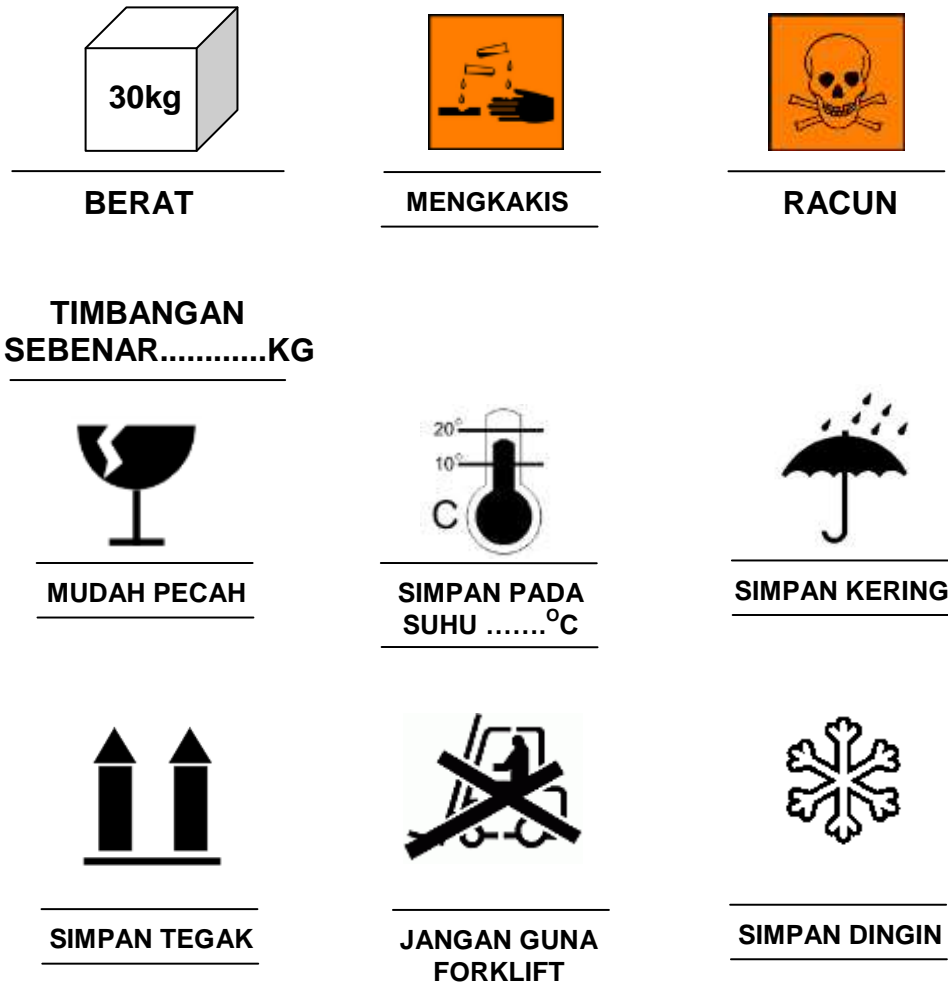 30kg
BERAT
MENGKAKIS
RACUN
TIMBANGAN
SEBENAR............KG
20°
10°
C
MUDAH PECAH
SIMPAN PADA
SUHU .......°C
SIMPAN KERING
SIMPAN TEGAK
JANGAN GUNA
FORKLIFT
SIMPAN DINGIN